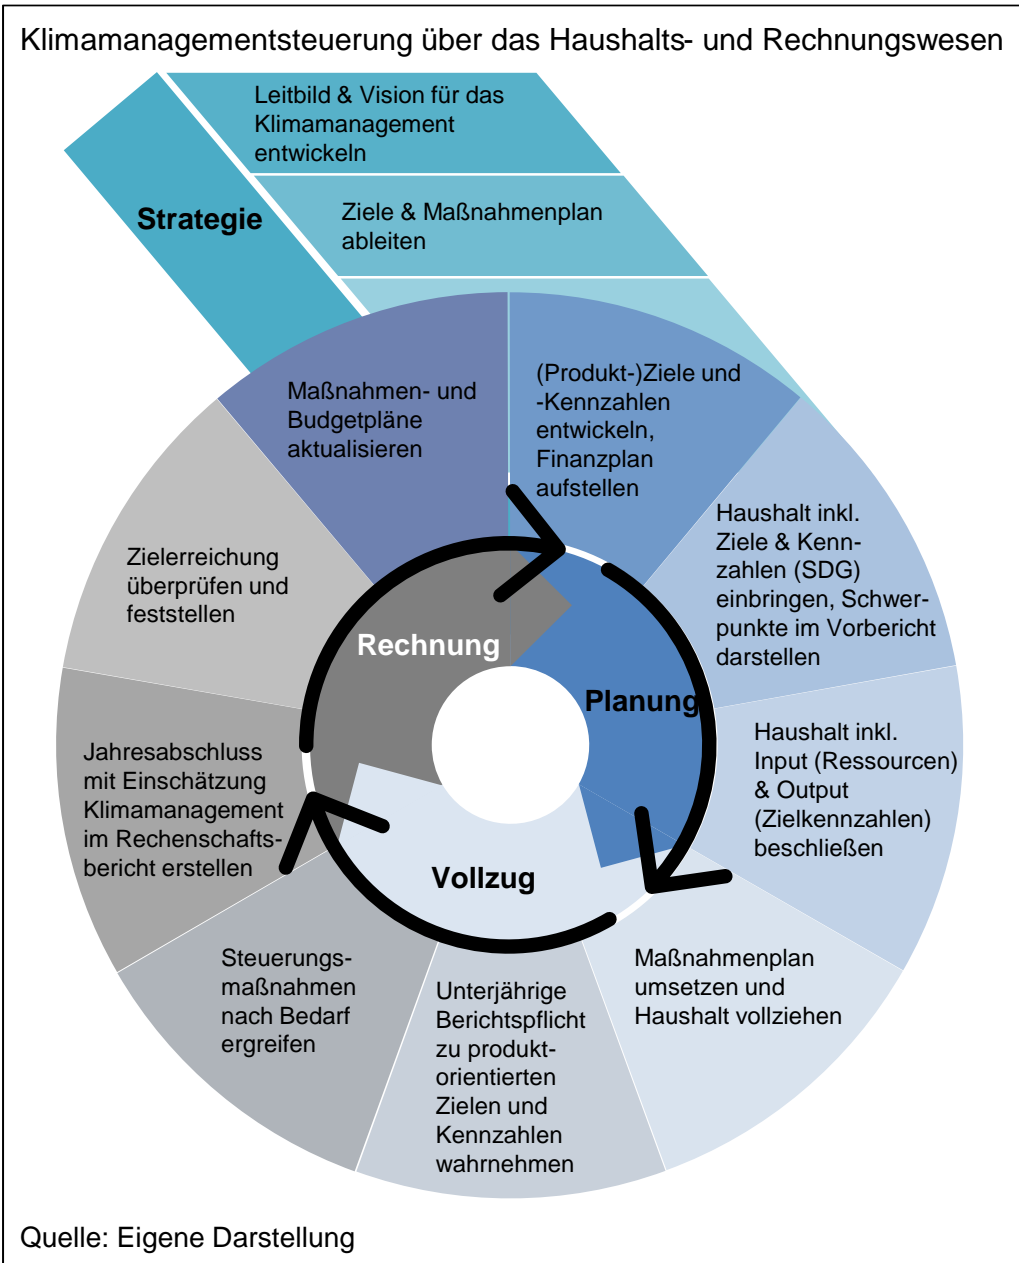 Klimamanagementsteuerung über das Haushalts- und Rechnungswesen
Leitbild & Vision für das
Klimamanagement
entwickeln
Strategie
Ziele & Maßnahmenplan
ableiten
(Produkt-)Ziele und
-Kennzahlen
entwickeln,
Finanzplan
aufstellen
Haushalt inkl.
Ziele & Kenn-
zahlen (SDG)
einbringen, Schwer-
punkte im Vorbericht
darstellen
Haushalt inkl.
Input (Ressourcen)
& Output
(Zielkennzahlen)
beschließen
Maßnahmenplan
umsetzen und
Haushalt vollziehen
Unterjährige
Berichtspflicht
zu produkt-
orientierten
Zielen und
Kennzahlen
wahrnehmen
Steuerungs-
maßnahmen
nach Bedarf
ergreifen
Jahresabschluss
mit Einschätzung
Klimamanagement
im Rechenschafts-
bericht erstellen
Zielerreichung
überprüfen und
feststellen
Maßnahmen- und
Budgetpläne
aktualisieren
Rechnung
Planung
Vollzug
Quelle: Eigene Darstellung